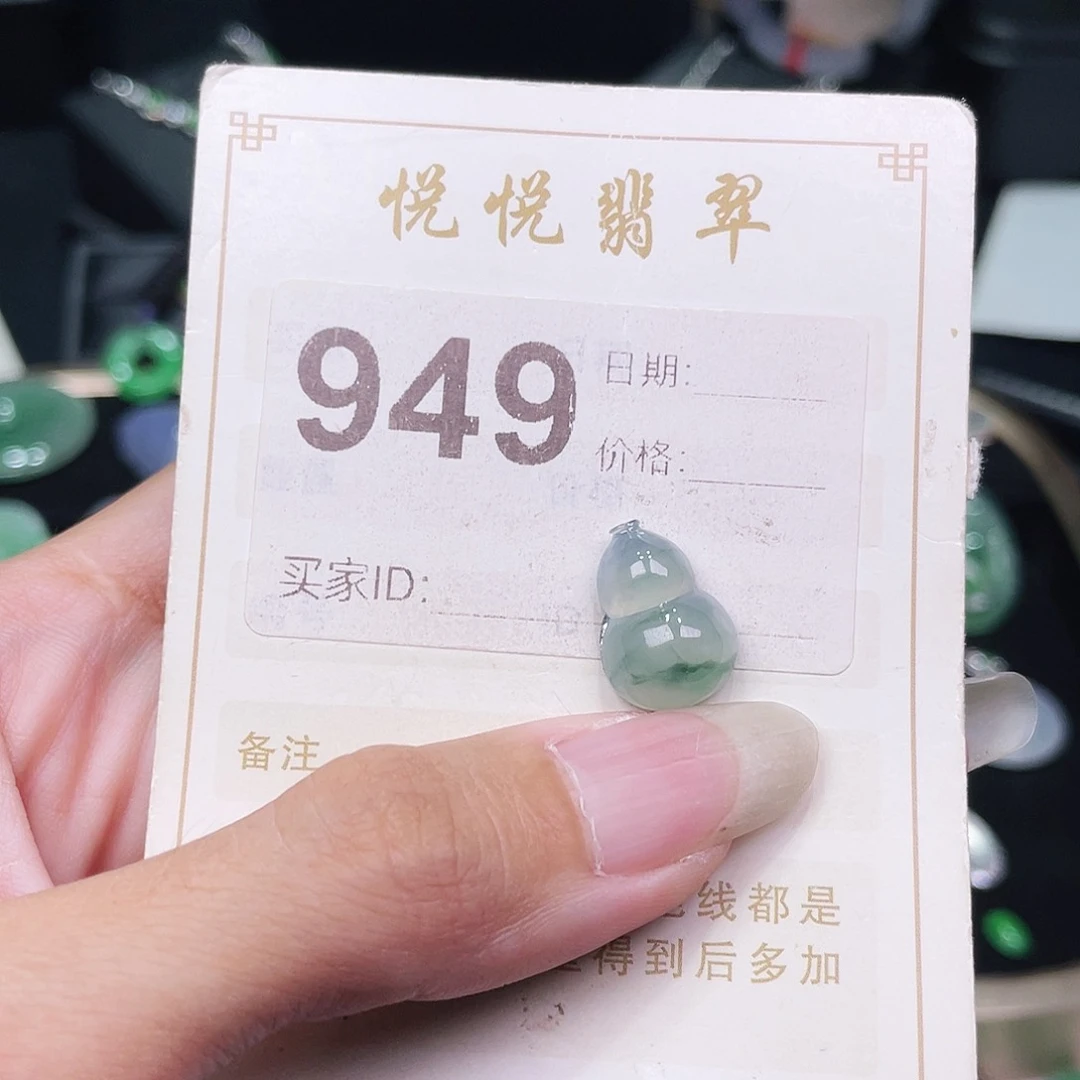 悦悦翡翠
949
日期:
价格:
买家ID:
备注
线都是
得到后多加